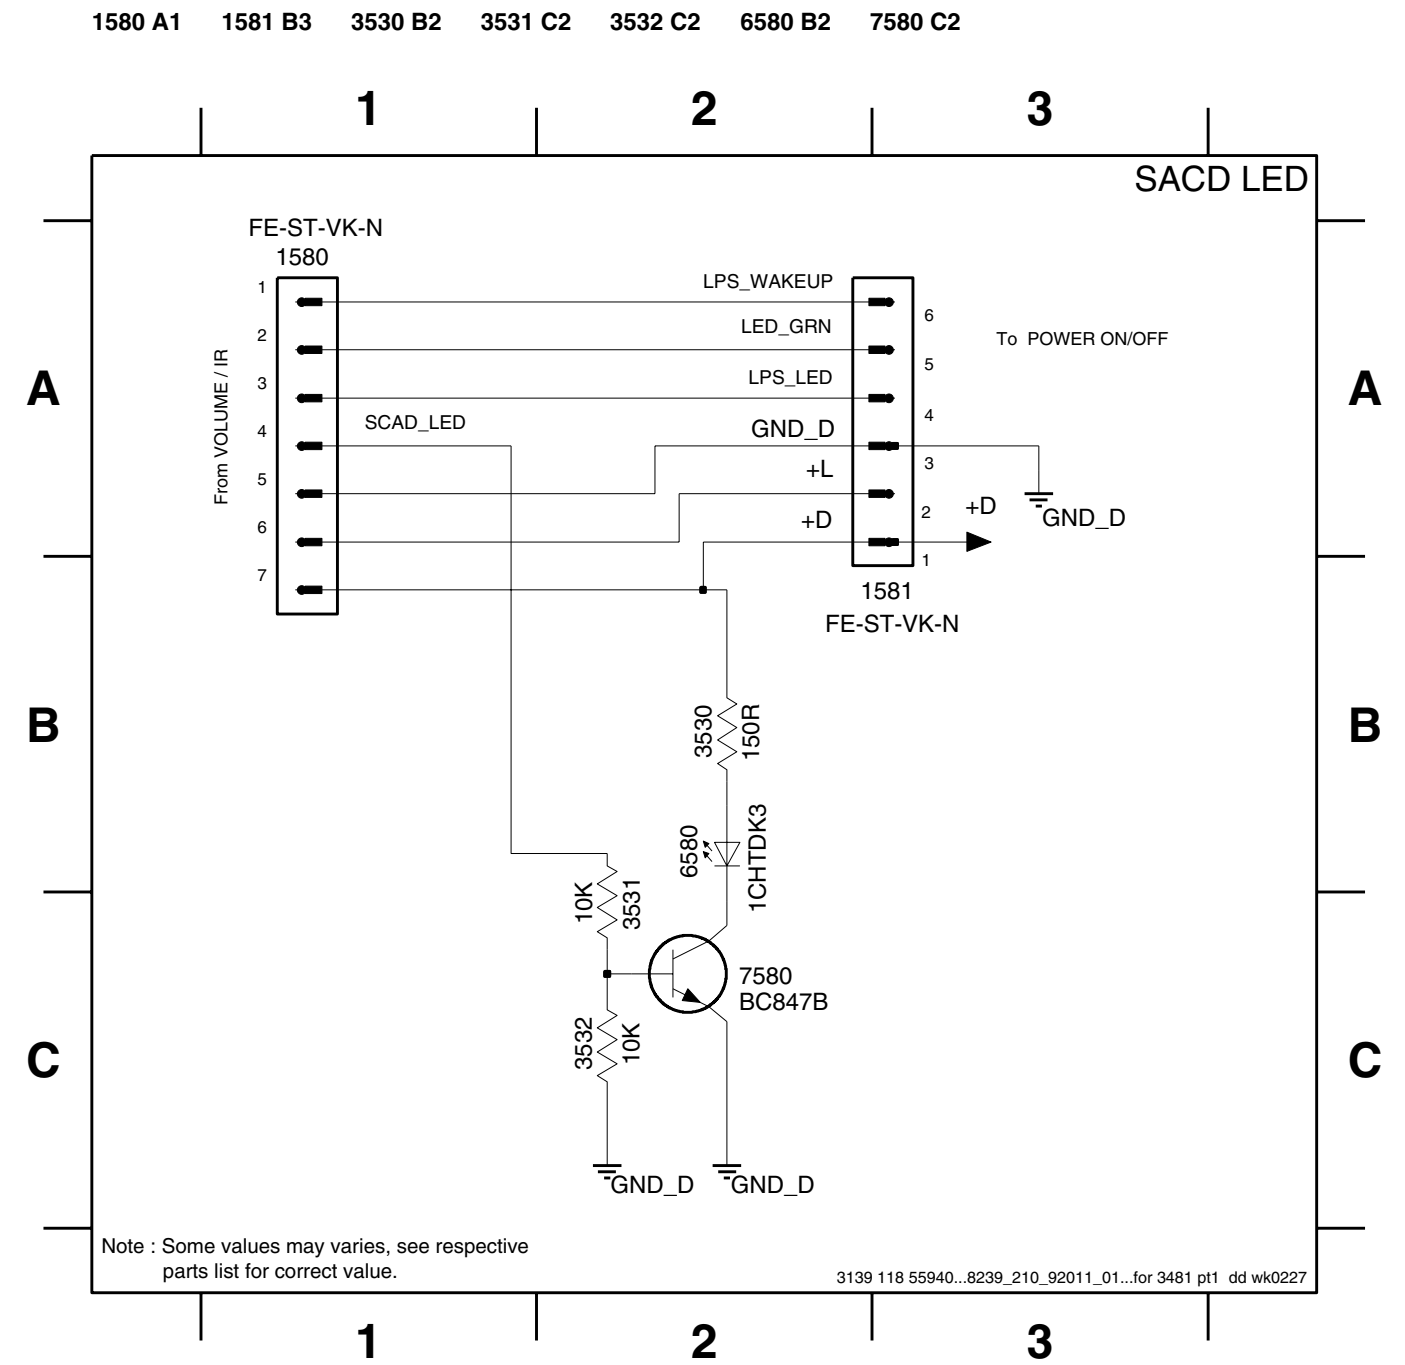 1580 A1 1581 B3 3530 B2 3531 C2 3532 C2 6580 B2 7580 C2
1 2 3
SACD LED
FE-ST-VK-N
1580
1 LPS_WAKEUP 6
2 LED_GRN 5
To POWER ON/OFF
From VOLUME / IR
3 LPS_LED 4
A A
4 SCAD_LED GND_D 3
5 +L 2
+D
GND_D
6 +D 1
7
1581
FE-ST-VK-N
B B
3530
150R
6580
1CHTDK3
10K
3531
7580
BC847B
3532
10K
C C
GND_D GND_D
Note : Some values may varies, see respective
parts list for correct value.
3139 118 55940...8239_210_92011_01...for 3481 pt1 dd wk0227
1 2 3